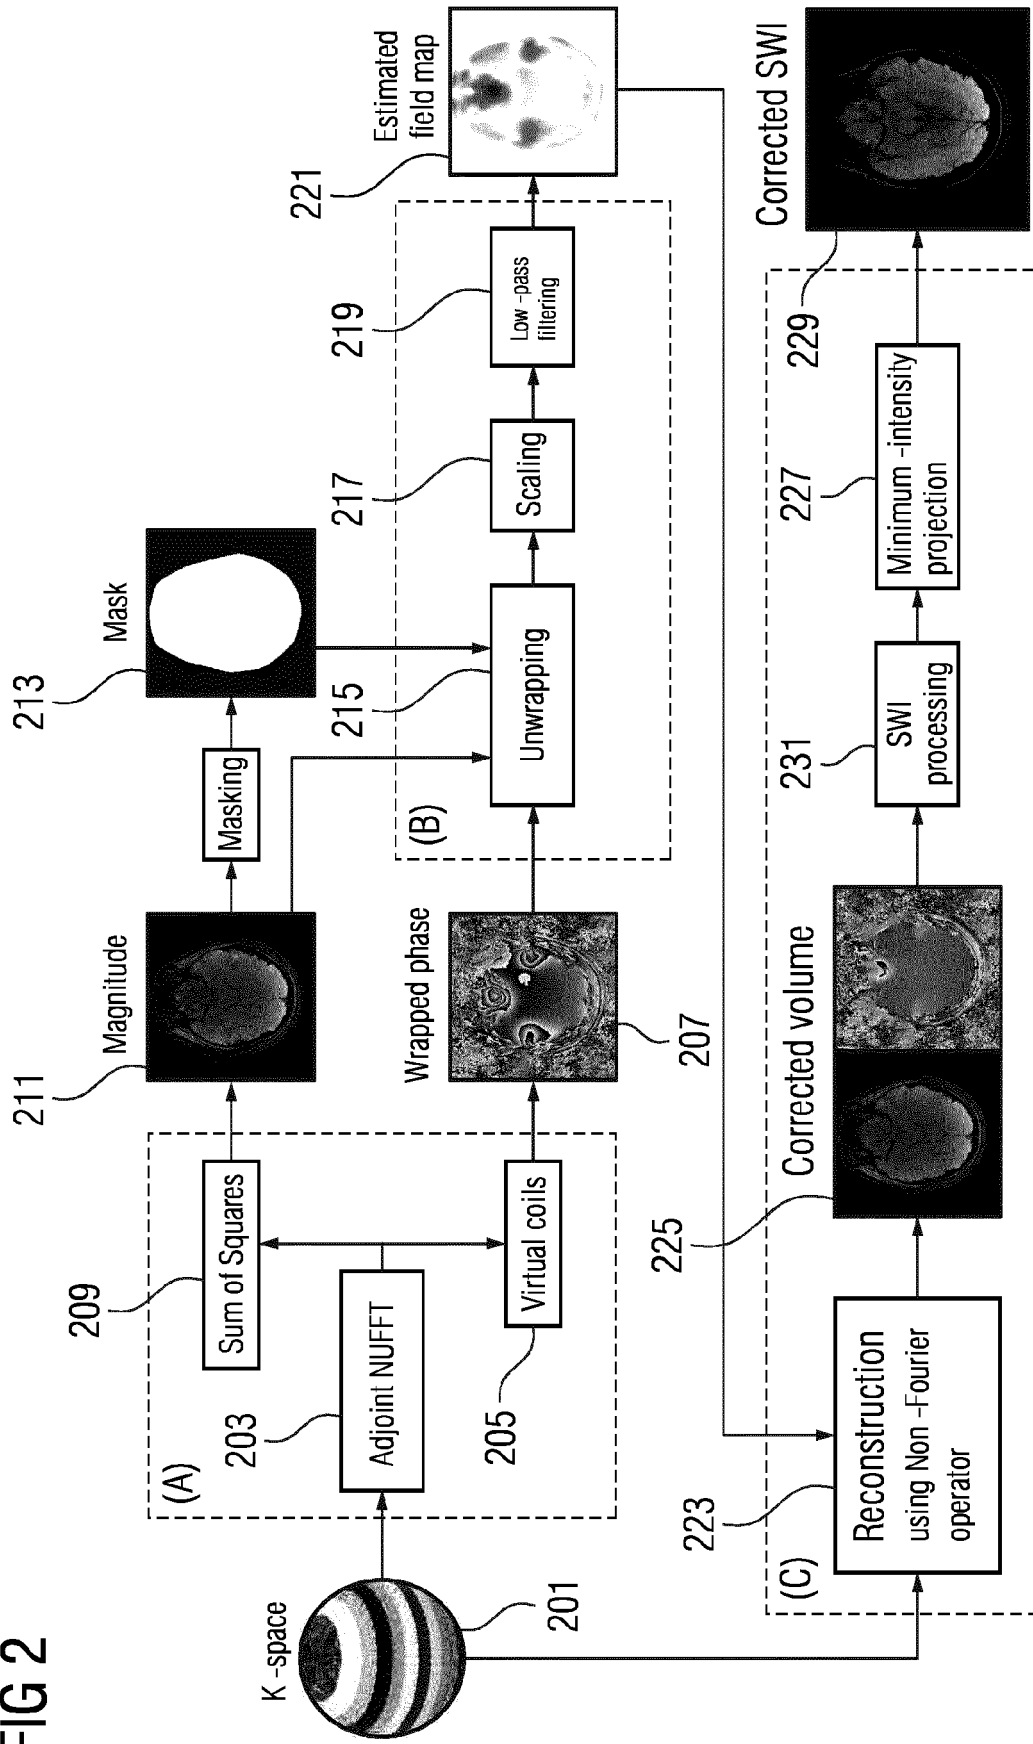 FIG 2
K-space
201
(A)
203
Adjoint NUFFT
209
Sum of Squares
205
Virtual coils
211
Magnitude
Masking
213
Mask
Wrapped phase
207
(B)
215
Unwrapping
217
Scaling
219
Low -pass
filtering
221
Estimated
field map
(C)
223
Reconstruction
using Non -Fourier
operator
225
Corrected volume
231
SWI
processing
227
Minimum -intensity
projection
229
Corrected SWI